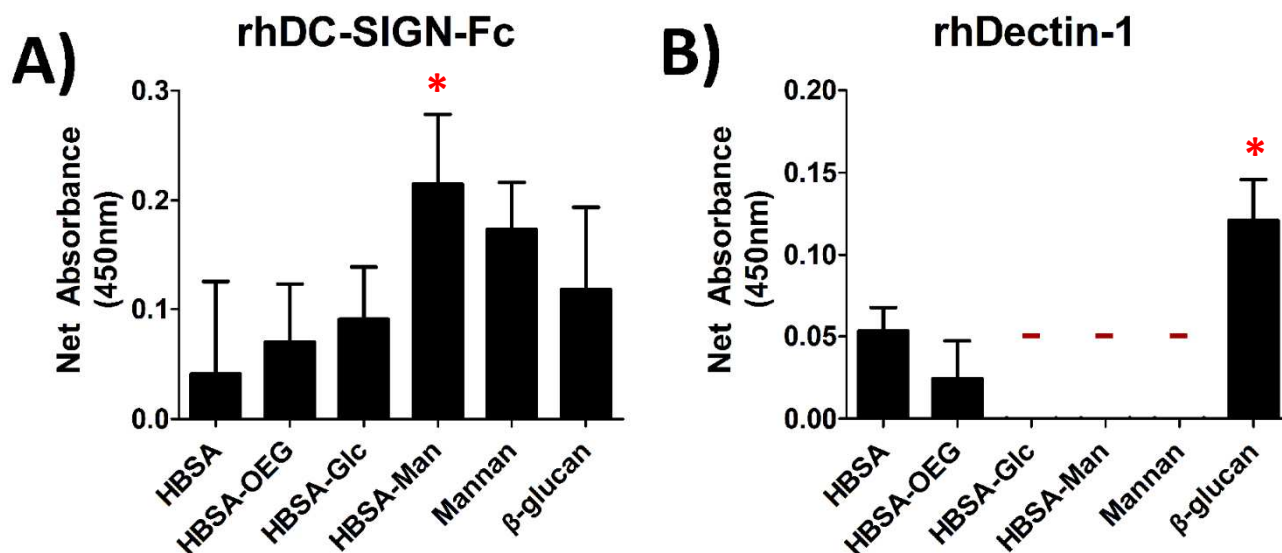 A)
rhDC-SIGN-Fc
Net Absorbance
(450nm)
0.3
0.2
0.1
0.0
*
HBSA
HBSA-OEG
HBSA-Glc
HBSA-Man
Mannan
β-glucan
B)
rhDectin-1
Net Absorbance
(450nm)
0.20
0.15
0.10
0.05
0.00
*
HBSA
HBSA-OEG
HBSA-Glc
HBSA-Man
Mannan
β-glucan